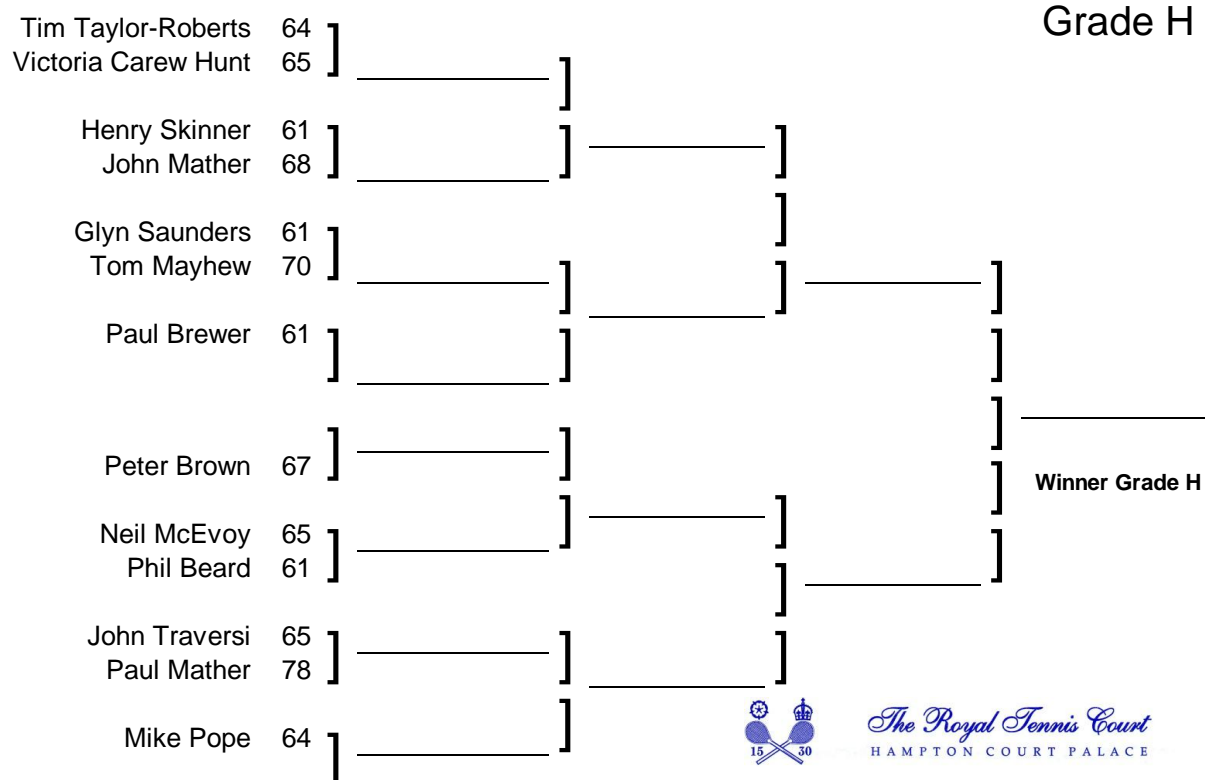 Grade H
Tim Taylor-Roberts 64
Victoria Carew Hunt 65
Henry Skinner 61
John Mather 68
Glyn Saunders 61
Tom Mayhew 70
Paul Brewer 61
Peter Brown 67
Winner Grade H
Neil McEvoy 65
Phil Beard 61
John Traversi 65
Paul Mather 78
Mike Pope 64
15 30
The Royal Tennis Court
HAMPTON COURT PALACE